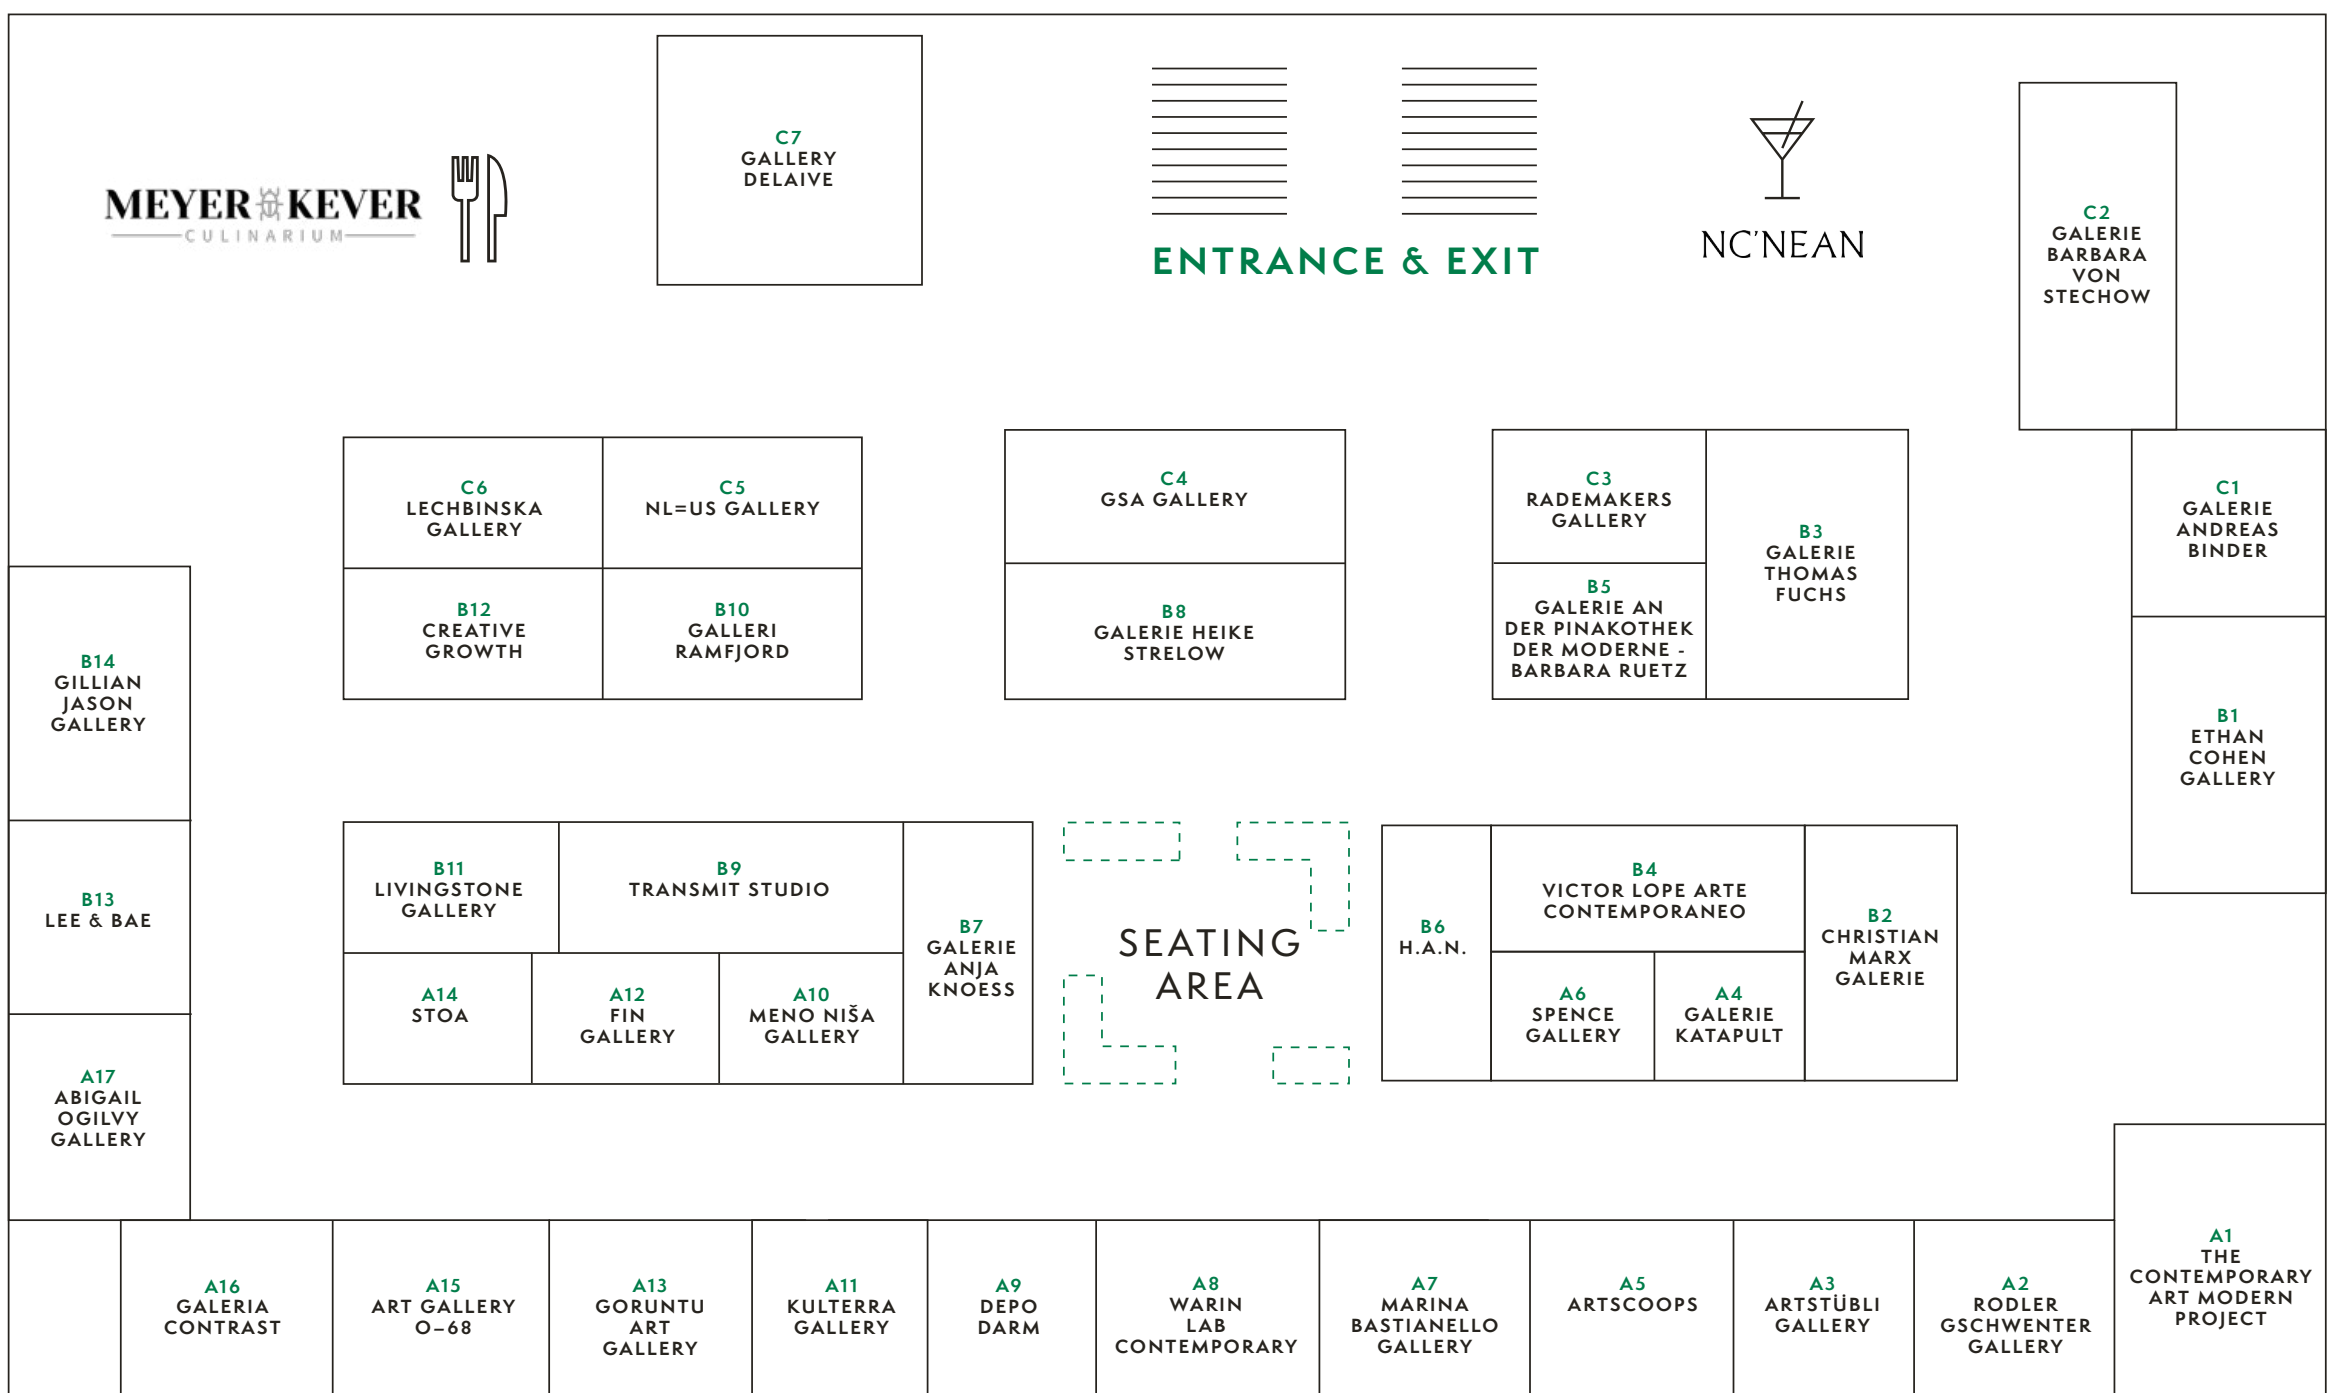 C7
GALLERY
DELAIVE
MEYER KEVER
CULINARIUM
ENTRANCE & EXIT
NC'NEAN
C2
GALERIE
BARBARA
VON
STECHOW
C6
LECHBINSKA
GALLERY
C5
NL=US GALLERY
C4
GSA GALLERY
C3
RADEMAKERS
GALLERY
B3
GALERIE
THOMAS
FUCHS
C1
GALERIE
ANDREAS
BINDER
B12
CREATIVE
GROWTH
B10
GALLERI
RAMFJORD
B8
GALERIE HEIKE
STRELOW
B5
GALERIE AN
DER PINAKOTHEK
DER MODERNE -
BARBARA RUETZ
B14
GILLIAN
JASON
GALLERY
B1
ETHAN
COHEN
GALLERY
B13
LEE & BAE
B11
LIVINGSTONE
GALLERY
B9
TRANSMIT STUDIO
B7
GALERIE
ANJA
KNOESS
SEATING
AREA
B6
H.A.N.
B4
VICTOR LOPE ARTE
CONTEMPORANEO
B2
CHRISTIAN
MARX
GALERIE
A14
STOA
A12
FIN
GALLERY
A10
MENO NIŠA
GALLERY
A6
SPENCE
GALLERY
A4
GALERIE
KATAPULT
A17
ABIGAIL
OGILVY
GALLERY
A16
GALERIA
CONTRAST
A15
ART GALLERY
O–68
A13
GORUNTU
ART
GALLERY
A11
KULTERRA
GALLERY
A9
DEPO
DARM
A8
WARIN
LAB
CONTEMPORARY
A7
MARINA
BASTIANELLO
GALLERY
A5
ARTSCOOPS
A3
ARTSTÜBLI
GALLERY
A2
RODLER
GSCHWENTER
GALLERY
A1
THE
CONTEMPORARY
ART MODERN
PROJECT